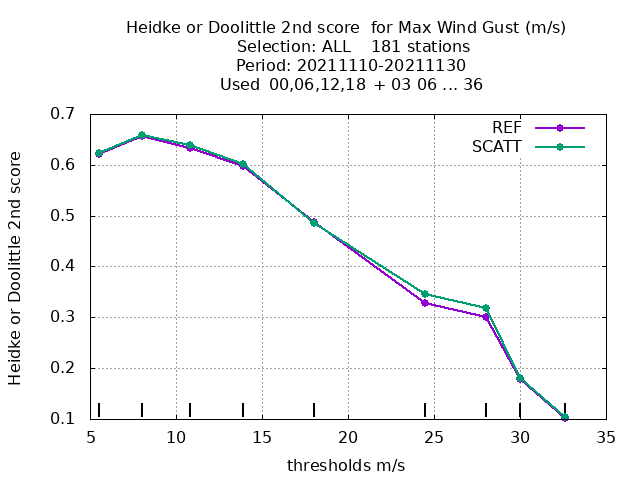 Heidke or Doolittle 2nd score  for Max Wind Gust (m/s)
Selection: ALL    181 stations
Period: 20211110-20211130
Used  00,06,12,18  + 03 06 ... 36
REF
SCATT
Heidke or Doolittle 2nd score
0.7
0.6
0.5
0.4
0.3
0.2
0.1
5 10 15 20 25 30 35
thresholds m/s